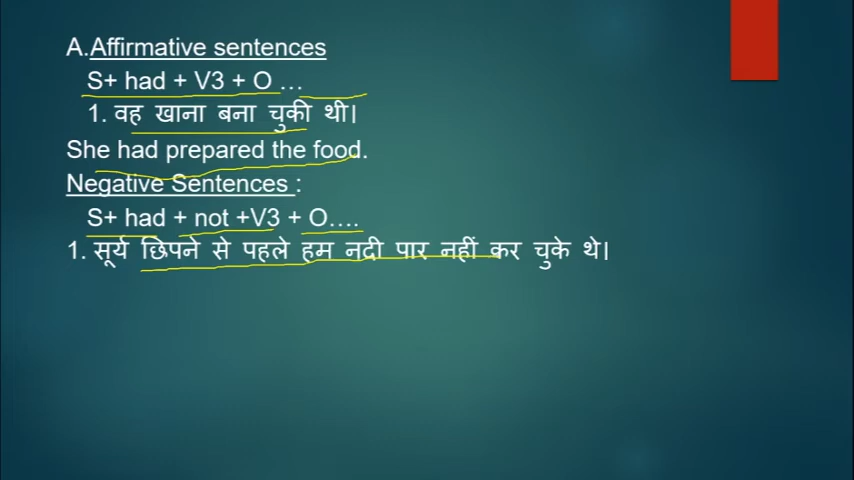 A.Affirmative sentences
S+ had + V3 + O ...
1. वह खाना बना चुकी थी।
She had prepared the food.
Negative Sentences :
S+ had + not +V3 + O....
1. सूर्य छिपने से पहले हम नदी पार नहीं कर चुके थे।